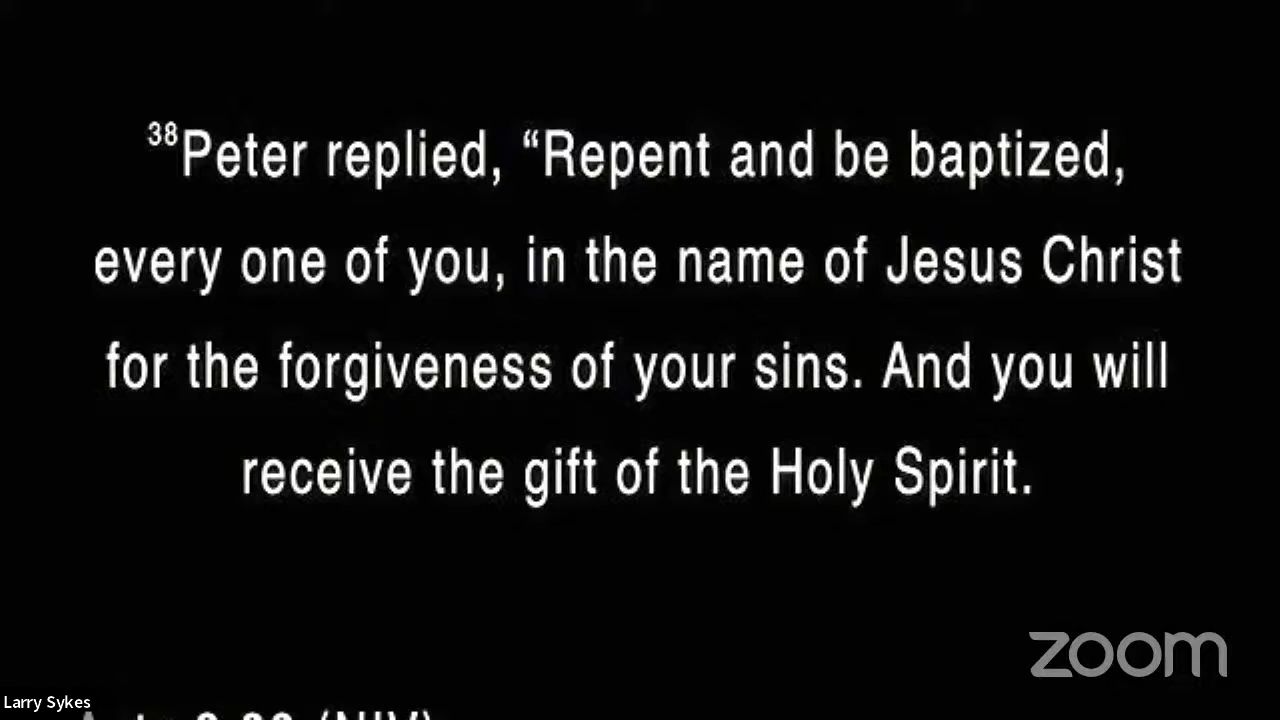 38Peter replied, “Repent and be baptized,
every one of you, in the name of Jesus Christ
for the forgiveness of your sins. And you will
receive the gift of the Holy Spirit.
zoom
Larry Sykes
(NIV)